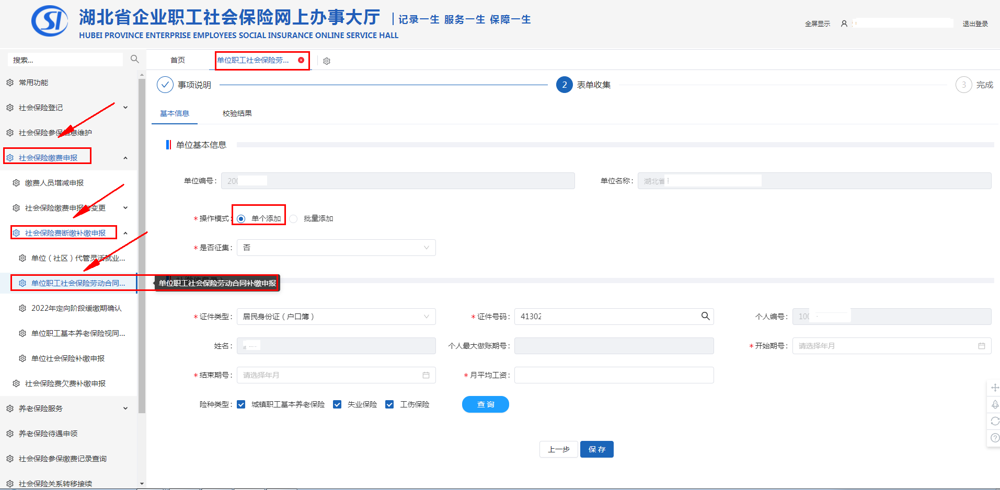 湖北省企业职工社会保险网上办事大厅
记录一生 服务一生 保障一生
HUBEI PROVINCE ENTERPRISE EMPLOYEES SOCIAL INSURANCE ONLINE SERVICE HALL
全屏显示
退出登录
搜索...
常用功能
社会保险登记
社会保险参保信息维护
社会保险缴费申报
缴费人员增减申报
社会保险缴费申报与变更
社会保险费断缴补缴申报
单位（社区）代管灵活就业...
单位职工社会保险劳动合同...
单位职工社会保险劳动合同补缴申报
2022年定向阶段缓缴期确认
单位职工基本养老保险视同...
单位社会保险补缴申报
社会保险费欠费补缴申报
养老保险服务
养老保险待遇申领
社会保险参保缴费记录查询
社会保险关系转移接续
首页
单位职工社会保险劳...
事项说明
2 表单收集
3 完成
基本信息
校验结果
单位基本信息
单位编号： 200
单位名称： 湖北省
* 操作模式： 单个添加 批量添加
* 是否征集： 否
* 证件类型： 居民身份证（户口簿）
* 证件号码： 41302
个人编号： 100
姓名：
个人最大做账期号：
* 开始期号： 请选择年月
* 结束期号： 请选择年月
* 月平均工资：
险种类型： 城镇职工基本养老保险 失业保险 工伤保险
查 询
上一步
保 存